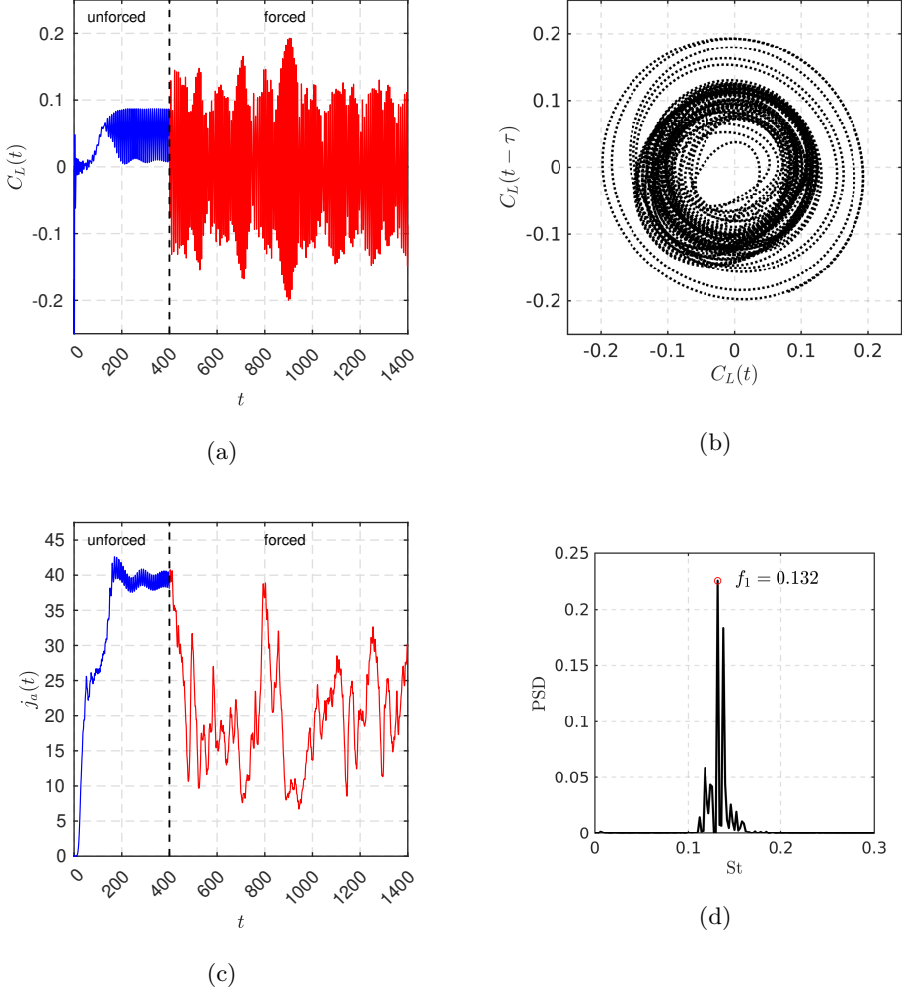 unforced forced
0.2
0.1
0
-0.1
-0.2
C_L(t)
0 200 400 600 800 1000 1200 1400
t
(a)
0.2
0.1
0
-0.1
-0.2
C_L(t − τ)
-0.2 -0.1 0 0.1 0.2
C_L(t)
(b)
unforced forced
45
40
35
30
25
20
15
10
5
0
j_a(t)
0 200 400 600 800 1000 1200 1400
t
(c)
0.25
0.2
0.15
0.1
0.05
0
PSD
f_1 = 0.132
0 0.1 0.2 0.3
St
(d)